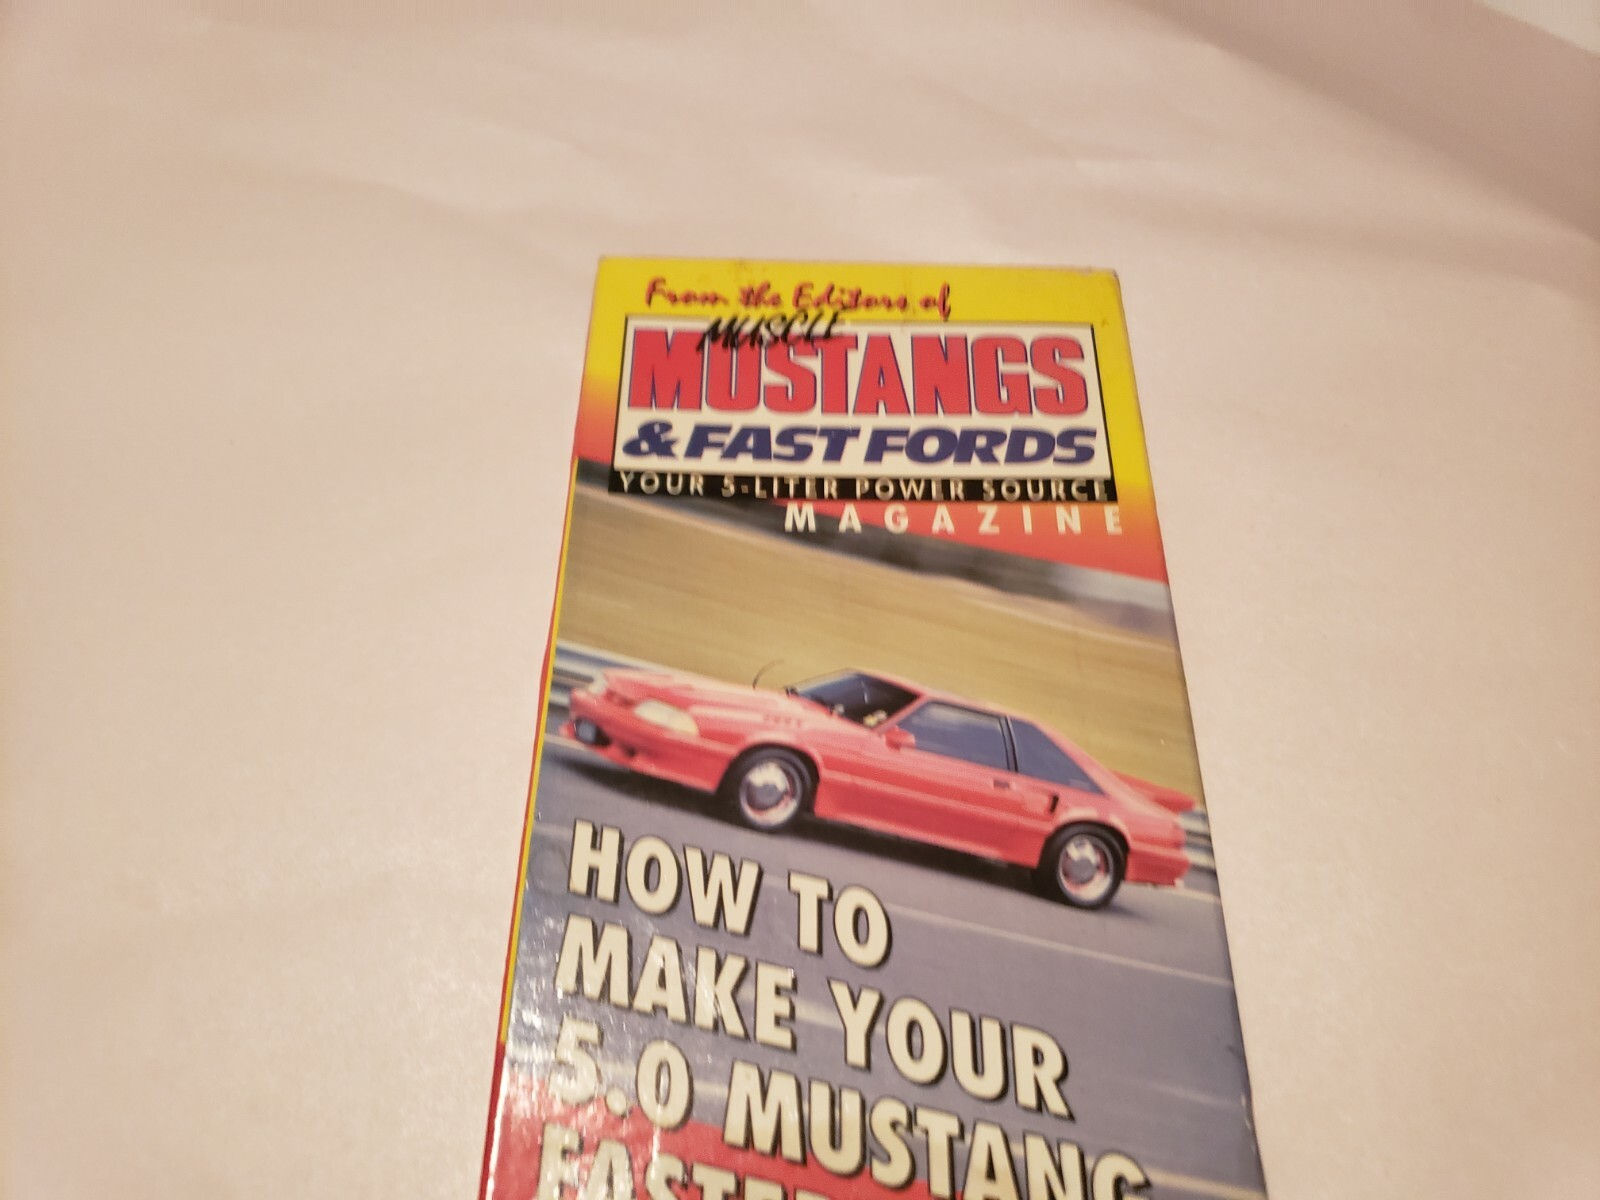 From the Editors of
MUSCLE
MUSTANGS
& FAST FORDS
YOUR 5-LITER POWER SOURCE
MAGAZINE
HOW TO
MAKE YOUR
5.0 MUSTANG
FASTER